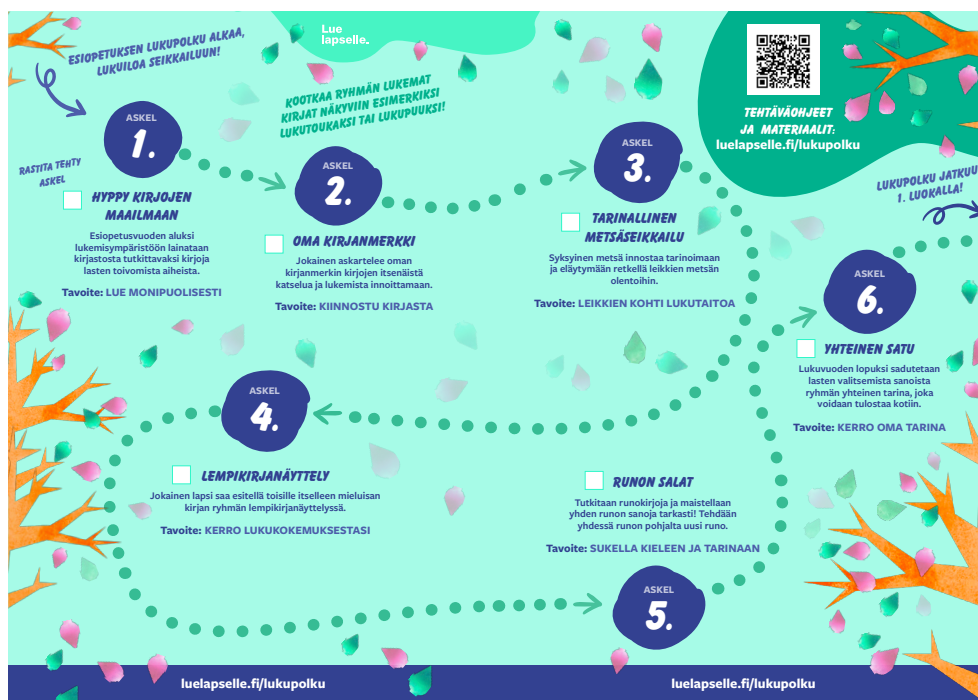 ESIOPETUKSEN LUKUPOLKU ALKAA,
LUKUILOA SEIKKAILUUN!
Lue
lapselle.
KOOTKAA RYHMÄN LUKEMAT
KIRJAT NÄKYVIIN ESIMERKIKSI
LUKUTOUKAKSI TAI LUKUPUUKSI!
TEHTÄVÄOHJEET
JA MATERIAALIT:
luelapselle.fi/lukupolku
RASTITA TEHTY
ASKEL
ASKEL
1.
HYPPY KIRJOJEN
MAAILMAAN
Esiopetusvuoden aluksi
lukemisympäristöön lainataan
kirjastosta tutkittavaksi kirjoja
lasten toivomista aiheista.
Tavoite: LUE MONIPUOLISESTI
ASKEL
2.
OMA KIRJANMERKKI
Jokainen askartelee oman
kirjanmerkin kirjojen itsenäistä
katselua ja lukemista innoittamaan.
Tavoite: KIINNOSTU KIRJASTA
ASKEL
3.
TARINALLINEN
METSÄSEIKKAILU
Syksyinen metsä innostaa tarinoimaan
ja eläytymään retkellä leikkien metsän
olentoihin.
Tavoite: LEIKKIEN KOHTI LUKUTAITOA
ASKEL
4.
LEMPIKIRJANÄYTTELY
Jokainen lapsi saa esitellä toisille itselleen mieluisan
kirjan ryhmän lempikirjanäyttelyssä.
Tavoite: KERRO LUKUKOKEMUKSESTASI
RUNON SALAT
Tutkitaan runokirjoja ja maistellaan
yhden runon sanoja tarkasti! Tehdään
yhdessä runon pohjalta uusi runo.
Tavoite: SUKELLA KIELEEN JA TARINAAN
ASKEL
5.
LUKUPOLKU JATKUU
1. LUOKALLA!
ASKEL
6.
YHTEINEN SATU
Lukuvuoden lopuksi sadutetaan
lasten valitsemista sanoista
ryhmän yhteinen tarina, joka
voidaan tulostaa kotiin.
Tavoite: KERRO OMA TARINA
luelapselle.fi/lukupolku
luelapselle.fi/lukupolku